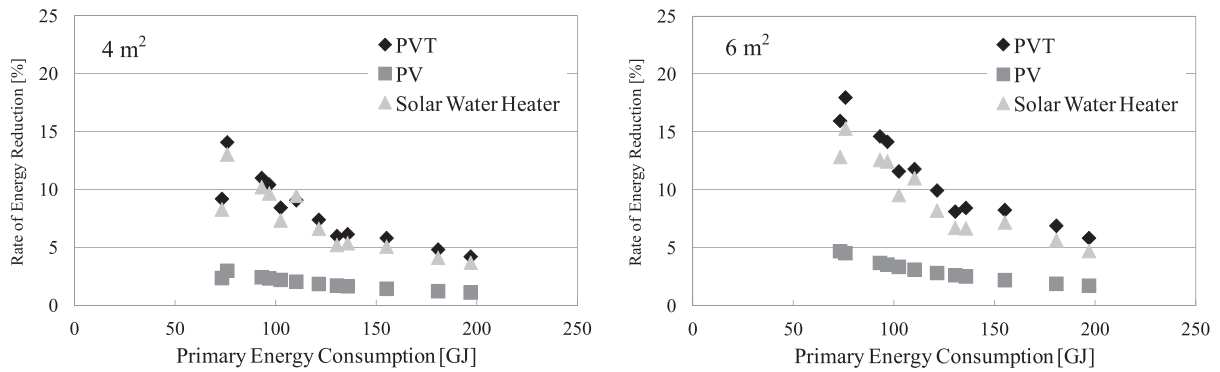 4 m²
PVT
PV
Solar Water Heater
Rate of Energy Reduction [%]
25
20
15
10
5
0
0 50 100 150 200 250
Primary Energy Consumption [GJ]
6 m²
PVT
PV
Solar Water Heater
Rate of Energy Reduction [%]
25
20
15
10
5
0
0 50 100 150 200 250
Primary Energy Consumption [GJ]